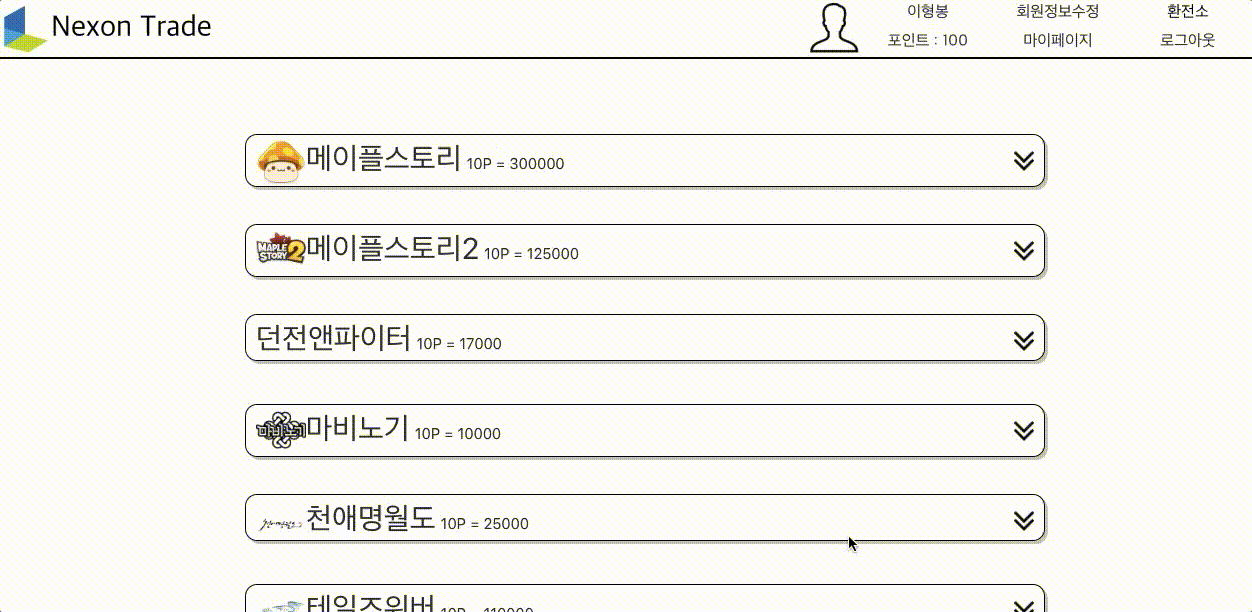 Nexon Trade
이형봉 회원정보수정 환전소
포인트 : 100 마이페이지 로그아웃
메이플스토리 10P = 300000
MAPLE STORY 2 메이플스토리2 10P = 125000
던전앤파이터 10P = 17000
마비노기 마비노기 10P = 10000
천애명월도 10P = 25000
테일즈위버 10P = 110000